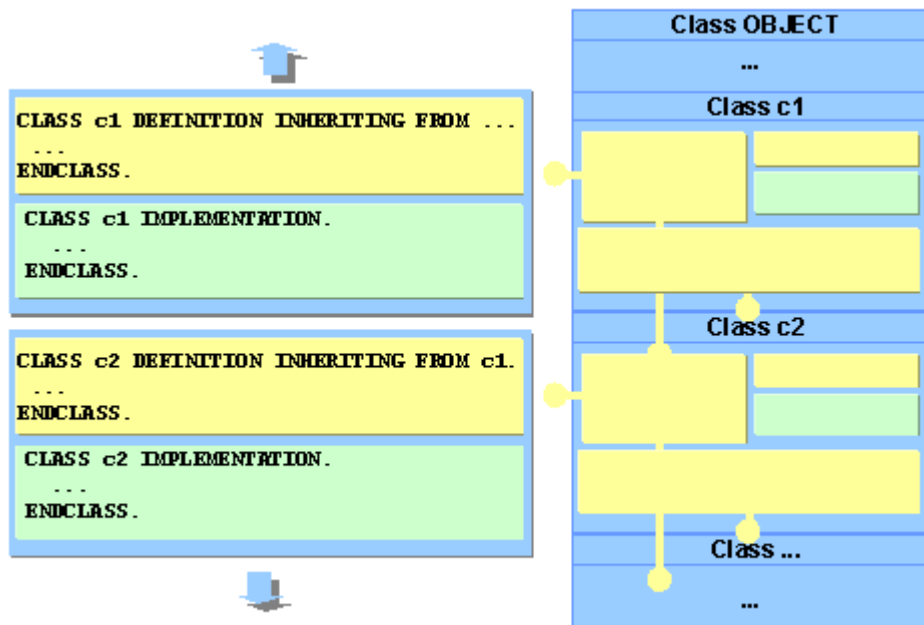 CLASS c1 DEFINITION INHERITING FROM ...
...
ENDCLASS.
CLASS c1 IMPLEMENTATION.
...
ENDCLASS.
CLASS c2 DEFINITION INHERITING FROM c1.
...
ENDCLASS.
CLASS c2 IMPLEMENTATION.
...
ENDCLASS.
Class OBJECT
...
Class c1
Class c2
Class ...
...